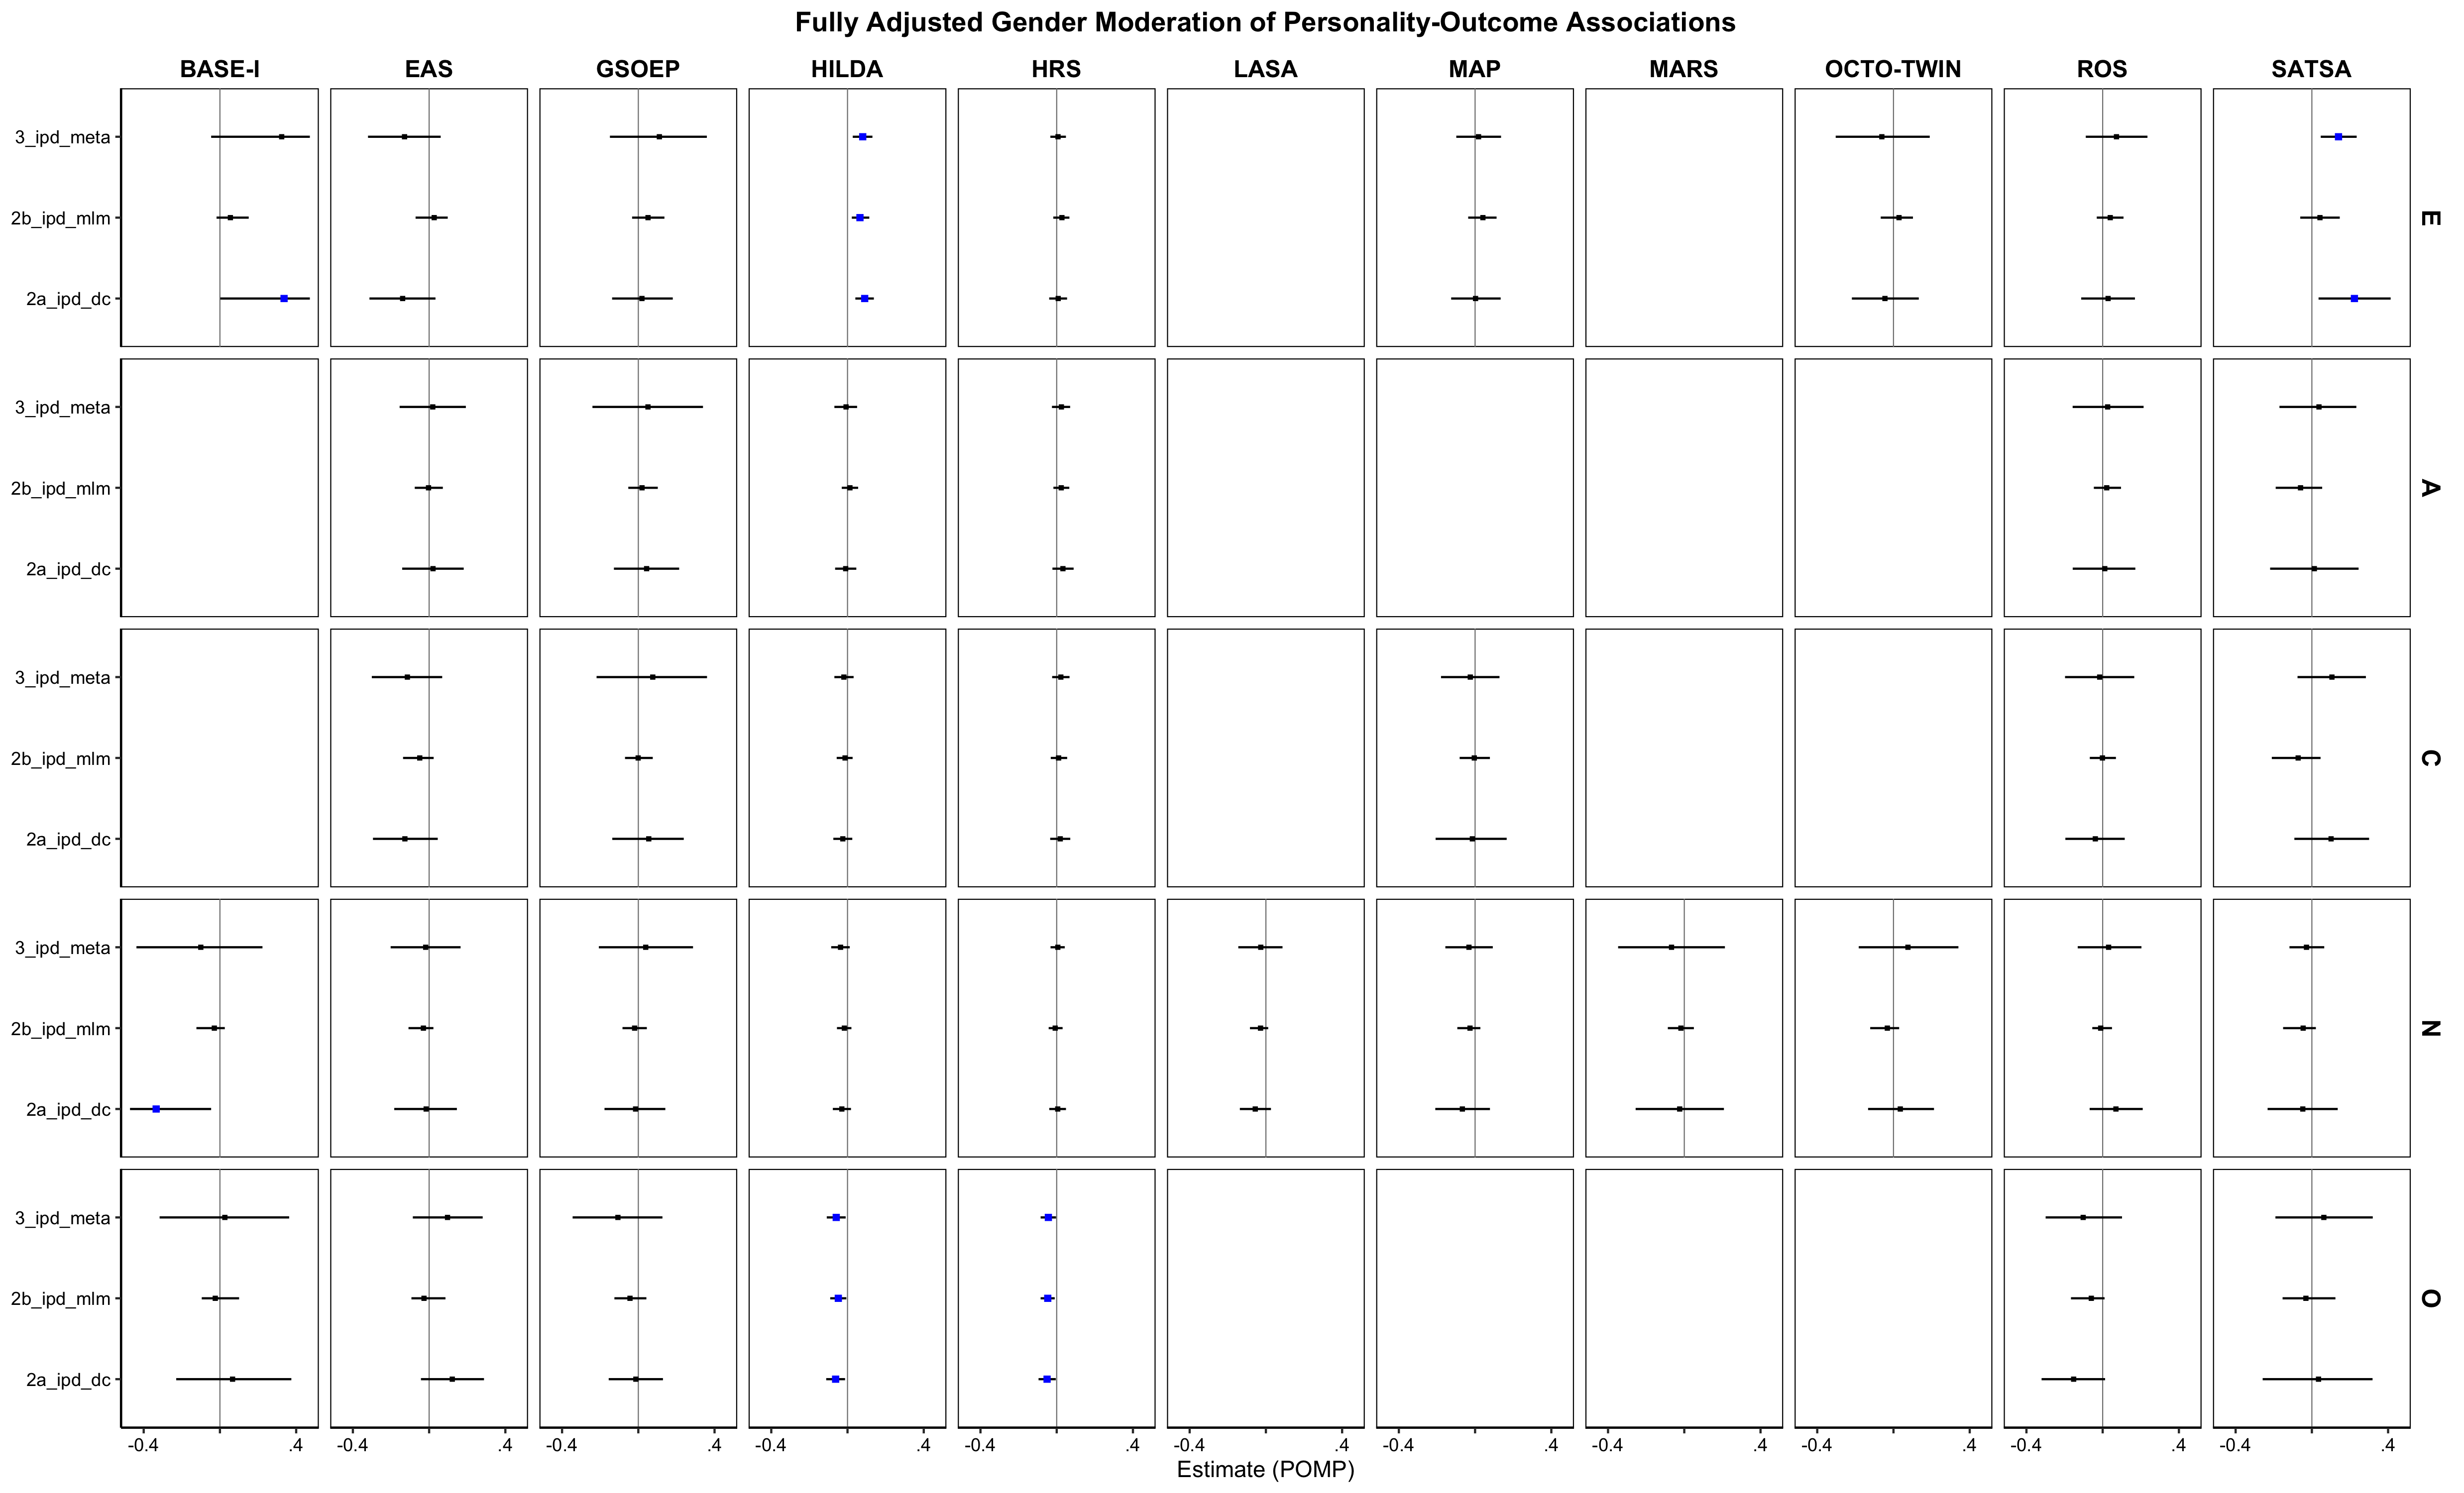 Fully Adjusted Gender Moderation of Personality-Outcome Associations
BASE-I EAS GSOEP HILDA HRS LASA MAP MARS OCTO-TWIN ROS SATSA
3_ipd_meta
2b_ipd_mlm
2a_ipd_dc
E
3_ipd_meta
2b_ipd_mlm
2a_ipd_dc
A
3_ipd_meta
2b_ipd_mlm
2a_ipd_dc
C
3_ipd_meta
2b_ipd_mlm
2a_ipd_dc
N
3_ipd_meta
2b_ipd_mlm
2a_ipd_dc
O
-0.4 .4 -0.4 .4 -0.4 .4 -0.4 .4 -0.4 .4 -0.4 .4 -0.4 .4 -0.4 .4 -0.4 .4 -0.4 .4 -0.4 .4
Estimate (POMP)